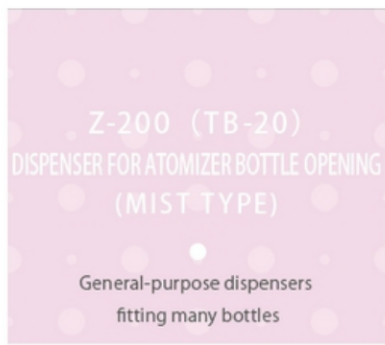 Z-200（TB-20）
DISPENSER FOR ATOMIZER BOTTLE OPENING
(MIST TYPE)
General-purpose dispensers
fitting many bottles